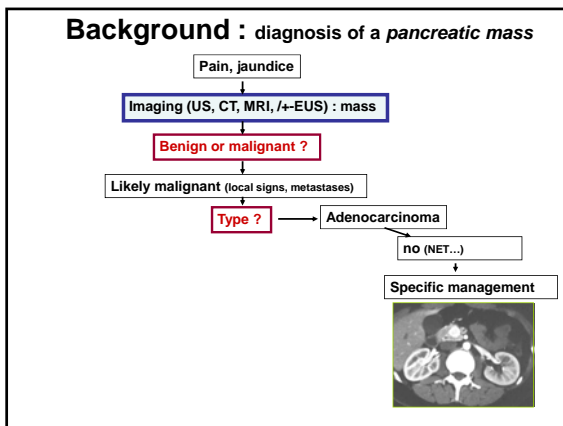 Background : diagnosis of a pancreatic mass
Pain, jaundice
Imaging (US, CT, MRI, /+-EUS) : mass
Benign or malignant ?
Likely malignant (local signs, metastases)
Type ?
Adenocarcinoma
no (NET...)
Specific management